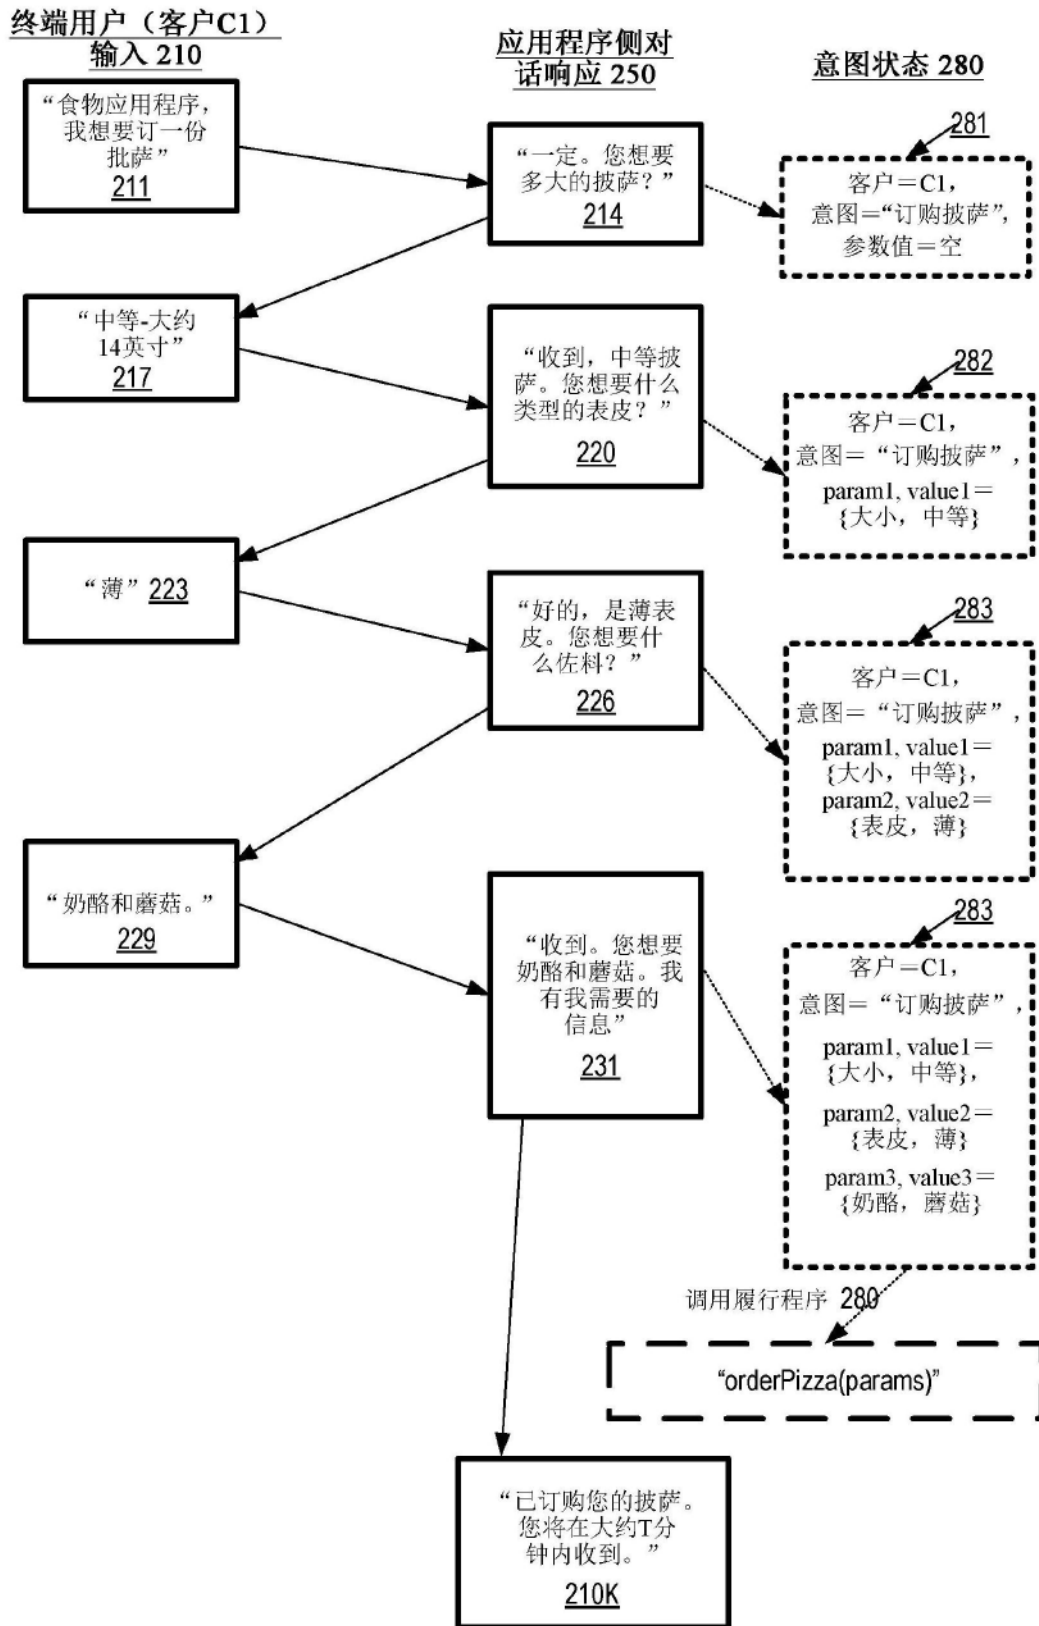 终端用户（客户C1）
输入 210
应用程序侧对
话响应 250
意图状态 280
“食物应用程序，
我想要订一份
批萨”
211
“一定。您想要
多大的披萨？”
214
281
客户＝C1，
意图＝“订购披萨”，
参数值＝空
“中等-大约
14英寸”
217
“收到，中等披
萨。您想要什么
类型的表皮？”
220
282
客户＝C1，
意图＝“订购披萨”，
param1, value1＝
{大小，中等}
“薄” 223
“好的，是薄表
皮。您想要什
么佐料？”
226
283
客户＝C1，
意图＝“订购披萨”，
param1, value1＝
{大小，中等}，
param2, value2＝
{表皮，薄}
“奶酪和蘑菇。”
229
“收到。您想要
奶酪和蘑菇。我
有我需要的
信息”
231
283
客户＝C1，
意图＝“订购披萨”，
param1, value1＝
{大小，中等}，
param2, value2＝
{表皮，薄}
param3, value3＝
{奶酪，蘑菇}
调用履行程序 280
“orderPizza(params)”
“已订购您的披萨。
您将在大约T分
钟内收到。”
210K